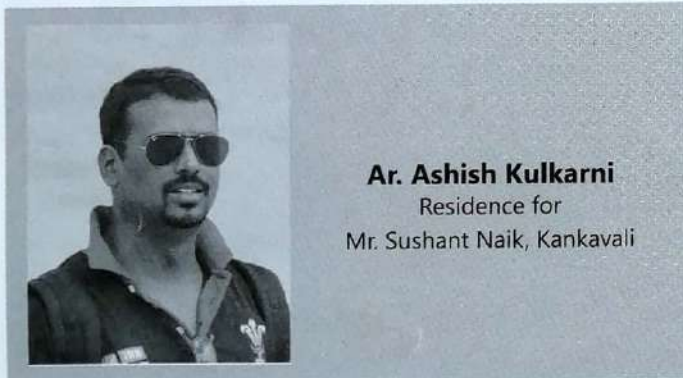 Ar. Ashish Kulkarni
Residence for
Mr. Sushant Naik, Kankavali